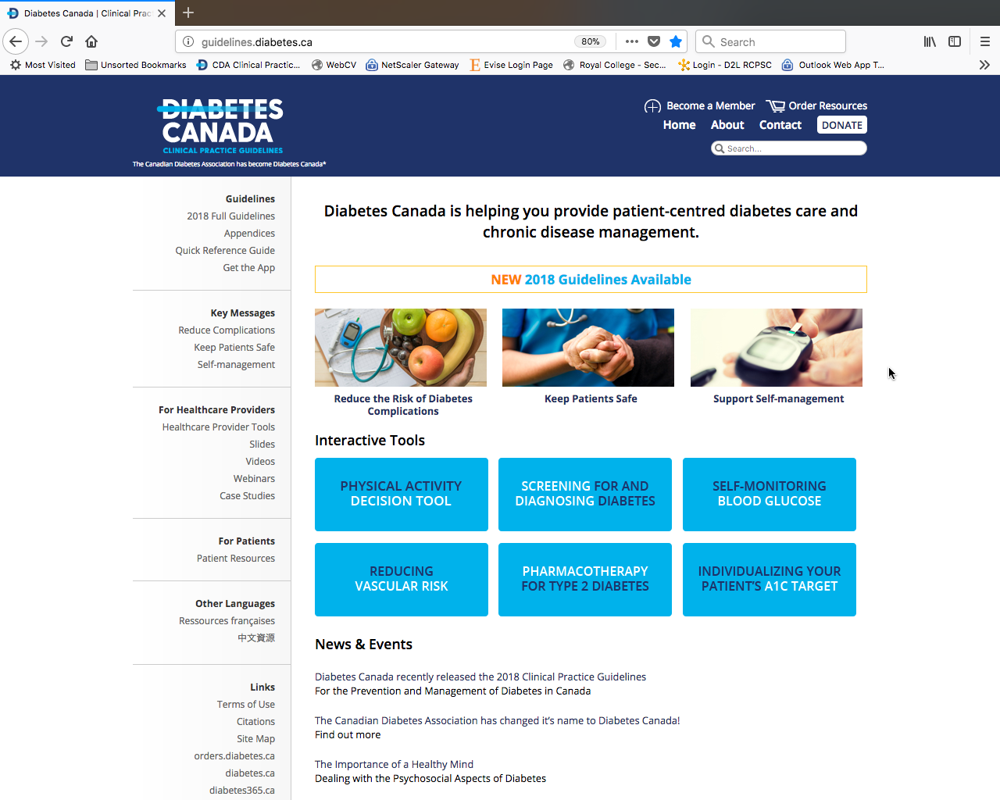 Diabetes Canada | Clinical Prac
guidelines.diabetes.ca
80%
Search
Most Visited
Unsorted Bookmarks
CDA Clinical Practic...
WebCV
NetScaler Gateway
Evise Login Page
Royal College - Sec...
Login - D2L RCPSC
Outlook Web App T...
DIABETES
CANADA
CLINICAL PRACTICE GUIDELINES
The Canadian Diabetes Association has become Diabetes Canada*
Become a Member
Order Resources
Home
About
Contact
DONATE
Search...
Guidelines
2018 Full Guidelines
Appendices
Quick Reference Guide
Get the App
Key Messages
Reduce Complications
Keep Patients Safe
Self-management
For Healthcare Providers
Healthcare Provider Tools
Slides
Videos
Webinars
Case Studies
For Patients
Patient Resources
Other Languages
Ressources françaises
中文資源
Links
Terms of Use
Citations
Site Map
orders.diabetes.ca
diabetes.ca
diabetes365.ca
Diabetes Canada is helping you provide patient-centred diabetes care and
chronic disease management.
NEW 2018 Guidelines Available
Reduce the Risk of Diabetes
Complications
Keep Patients Safe
Support Self-management
Interactive Tools
PHYSICAL ACTIVITY
DECISION TOOL
SCREENING FOR AND
DIAGNOSING DIABETES
SELF-MONITORING
BLOOD GLUCOSE
REDUCING
VASCULAR RISK
PHARMACOTHERAPY
FOR TYPE 2 DIABETES
INDIVIDUALIZING YOUR
PATIENT'S A1C TARGET
News & Events
Diabetes Canada recently released the 2018 Clinical Practice Guidelines
For the Prevention and Management of Diabetes in Canada
The Canadian Diabetes Association has changed it's name to Diabetes Canada!
Find out more
The Importance of a Healthy Mind
Dealing with the Psychosocial Aspects of Diabetes